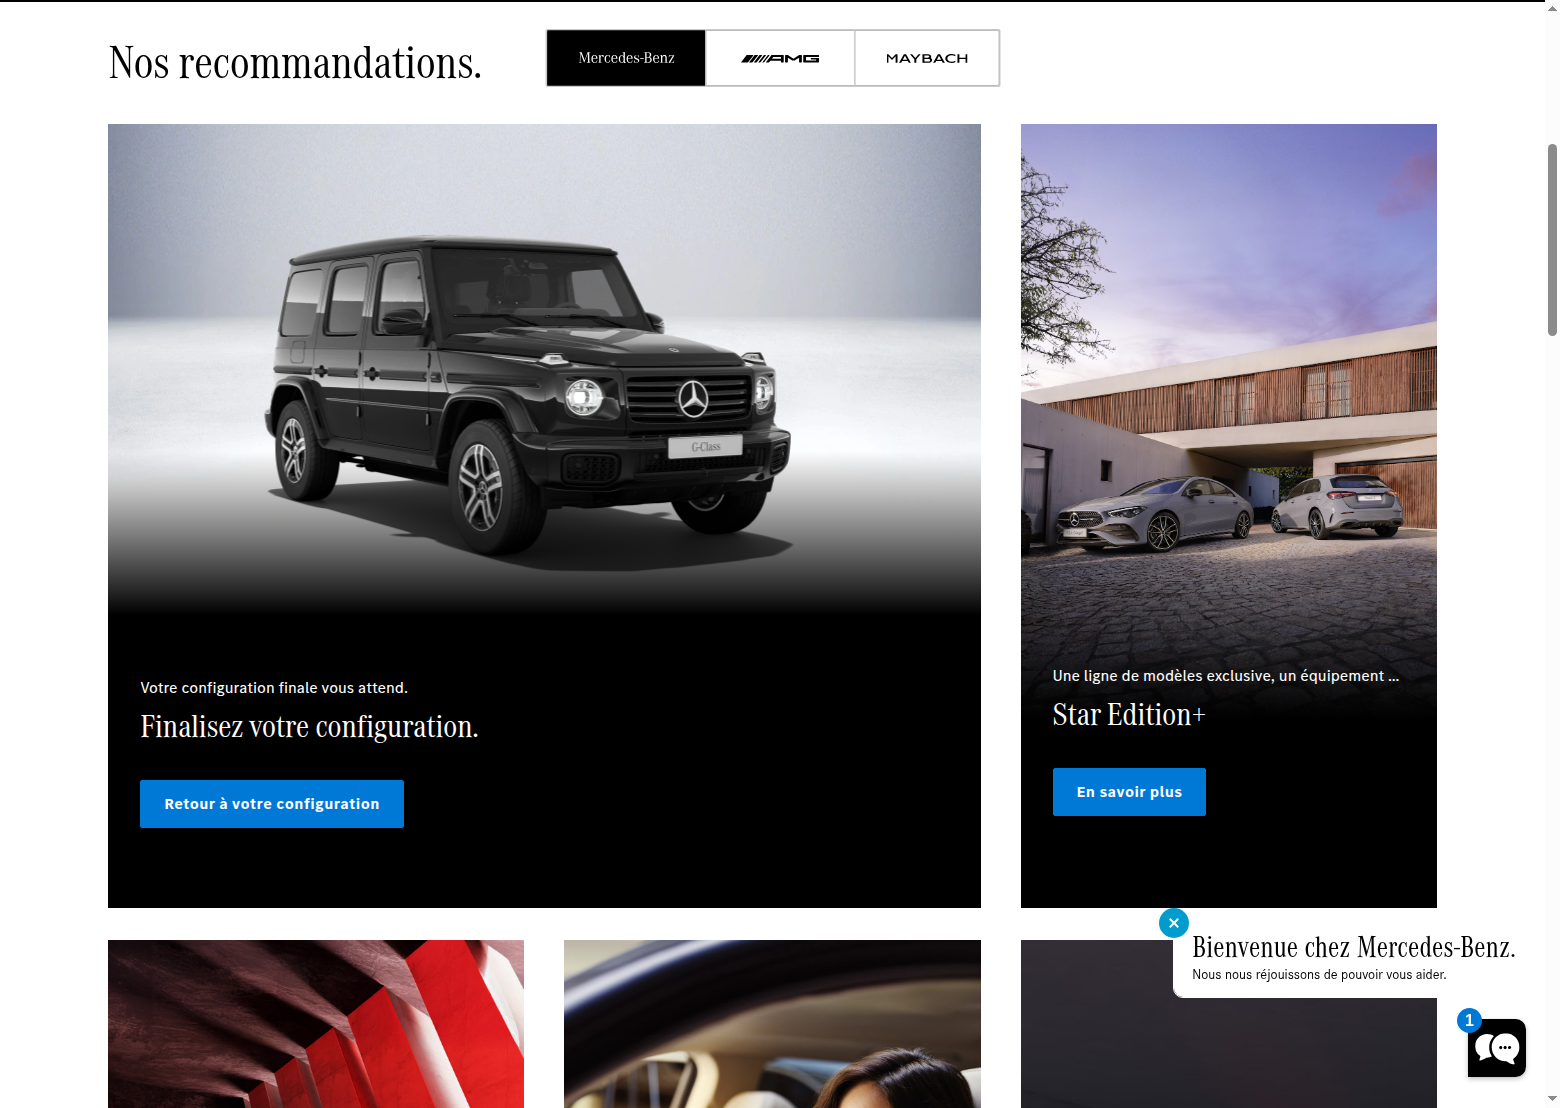 Nos recommandations.
Mercedes-Benz
AMG
MAYBACH
G-Class
Votre configuration finale vous attend.
Finalisez votre configuration.
Retour à votre configuration
Une ligne de modèles exclusive, un équipement ...
Star Edition+
En savoir plus
Bienvenue chez Mercedes-Benz.
Nous nous réjouissons de pouvoir vous aider.
1